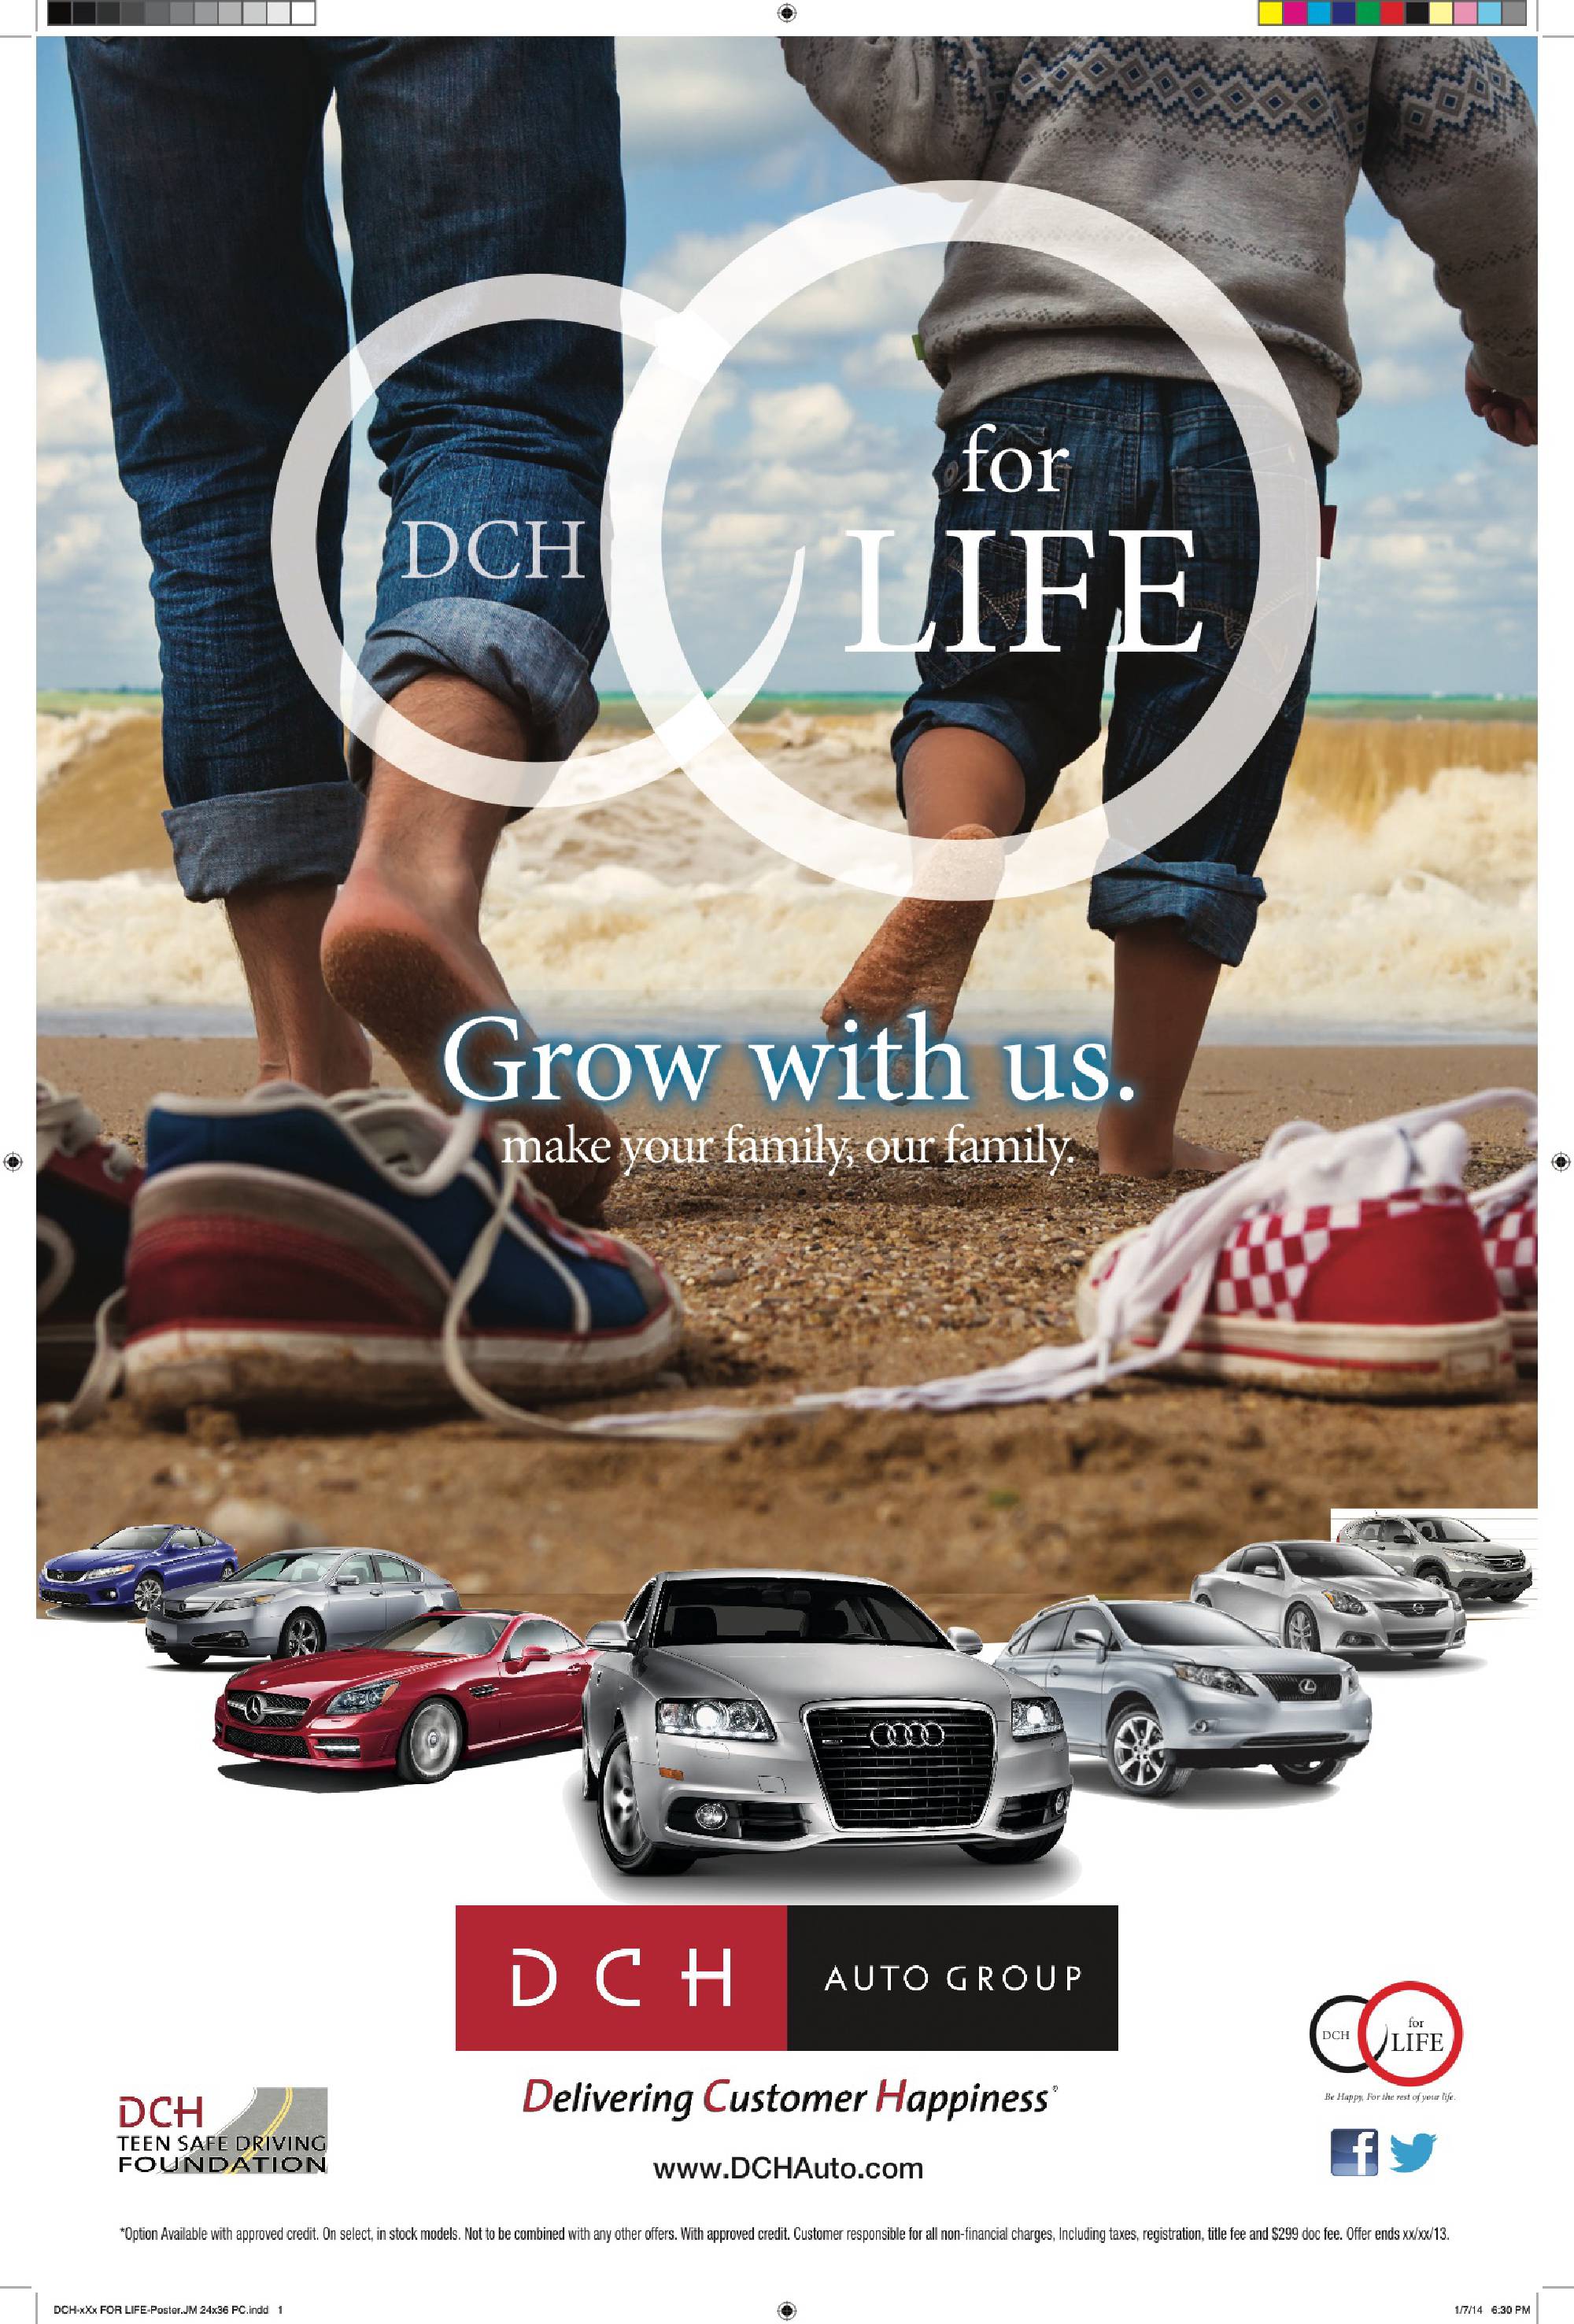 for
DCH
LIFE
Grow with us.
make your family, our family.
DCH
AUTO GROUP
for
DCH
LIFE
Be Happy, For the rest of your life.
Delivering Customer Happiness®
DCH
TEEN SAFE DRIVING
FOUNDATION
www.DCHAuto.com
*Option Available with approved credit. On select, in stock models. Not to be combined with any other offers. With approved credit. Customer responsible for all non-financial charges, Including taxes, registration, title fee and $299 doc fee. Offer ends xx/xx/13.
DCH-xXx FOR LIFE-Poster.JM 24x36 PC.indd 1
1/7/14 6:30 PM